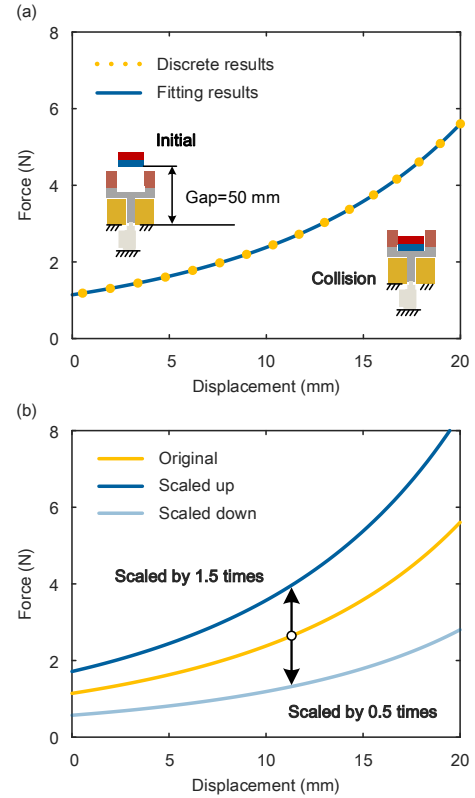 (a)
8
6
4
2
0
Force (N)
Discrete results
Fitting results
Initial
Gap=50 mm
Collision
0
5
10
15
20
Displacement (mm)
(b)
8
6
4
2
0
Force (N)
Original
Scaled up
Scaled down
Scaled by 1.5 times
Scaled by 0.5 times
0
5
10
15
20
Displacement (mm)